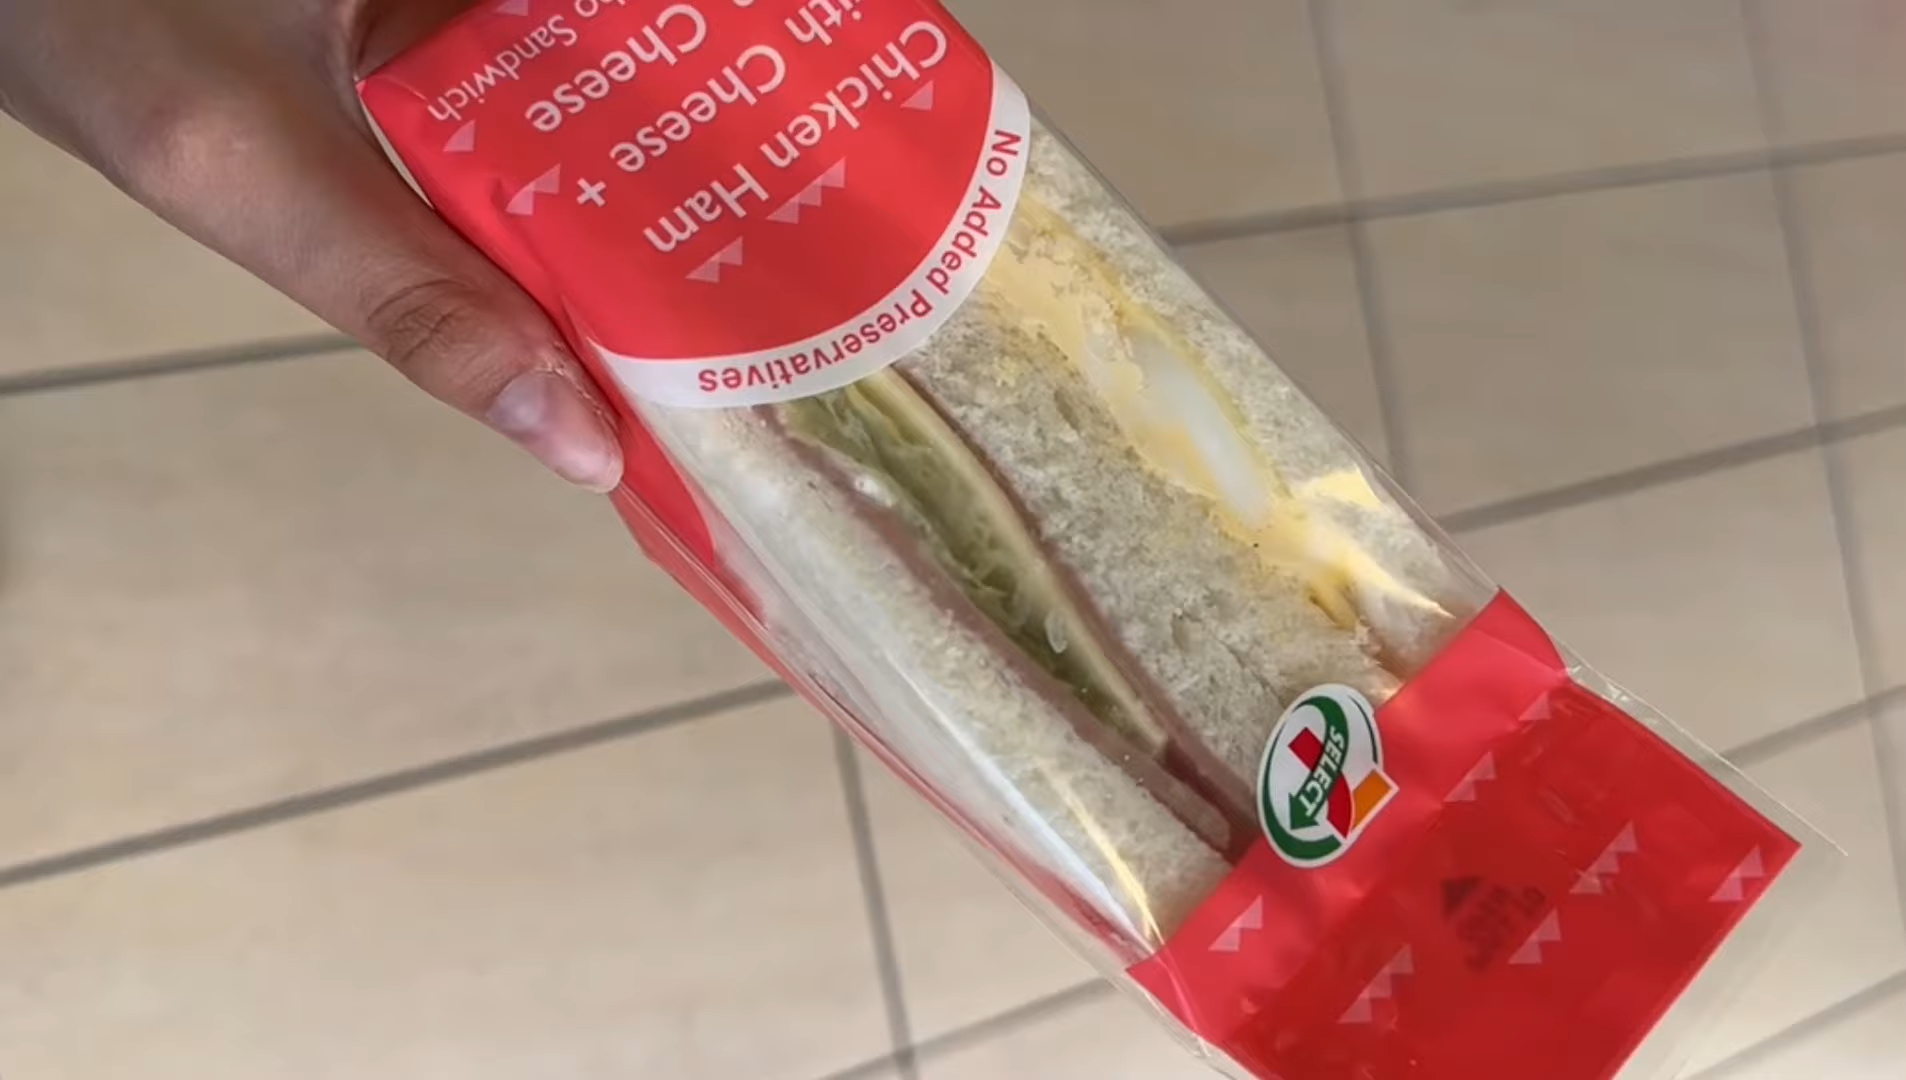 Chicken Ham
with Cheese +
Cheese
Sandwich
No Added Preservatives
SELECT